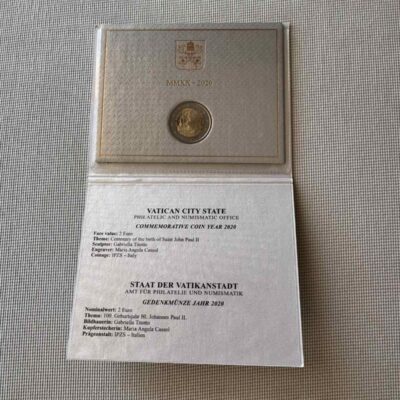 MMXX - 2020
VATICAN CITY STATE
PHILATELIC AND NUMISMATIC OFFICE
COMMEMORATIVE COIN YEAR 2020
Face value: 2 Euro
Theme: Centenary of the birth of Saint John Paul II
Sculptor: Gabriella Titotto
Engraver: Maria Angela Cassol
Coinage: IPZS - Italy
STAAT DER VATIKANSTADT
AMT FÜR PHILATELIE UND NUMISMATIK
GEDENKMÜNZE JAHR 2020
Nominalwert: 2 Euro
Thema: 100. Geburtsjahr Hl. Johannes Paul II.
Bildhauerin: Gabriella Titotto
Kupferstecherin: Maria Angela Cassol
Prägeanstalt: IPZS - Italien